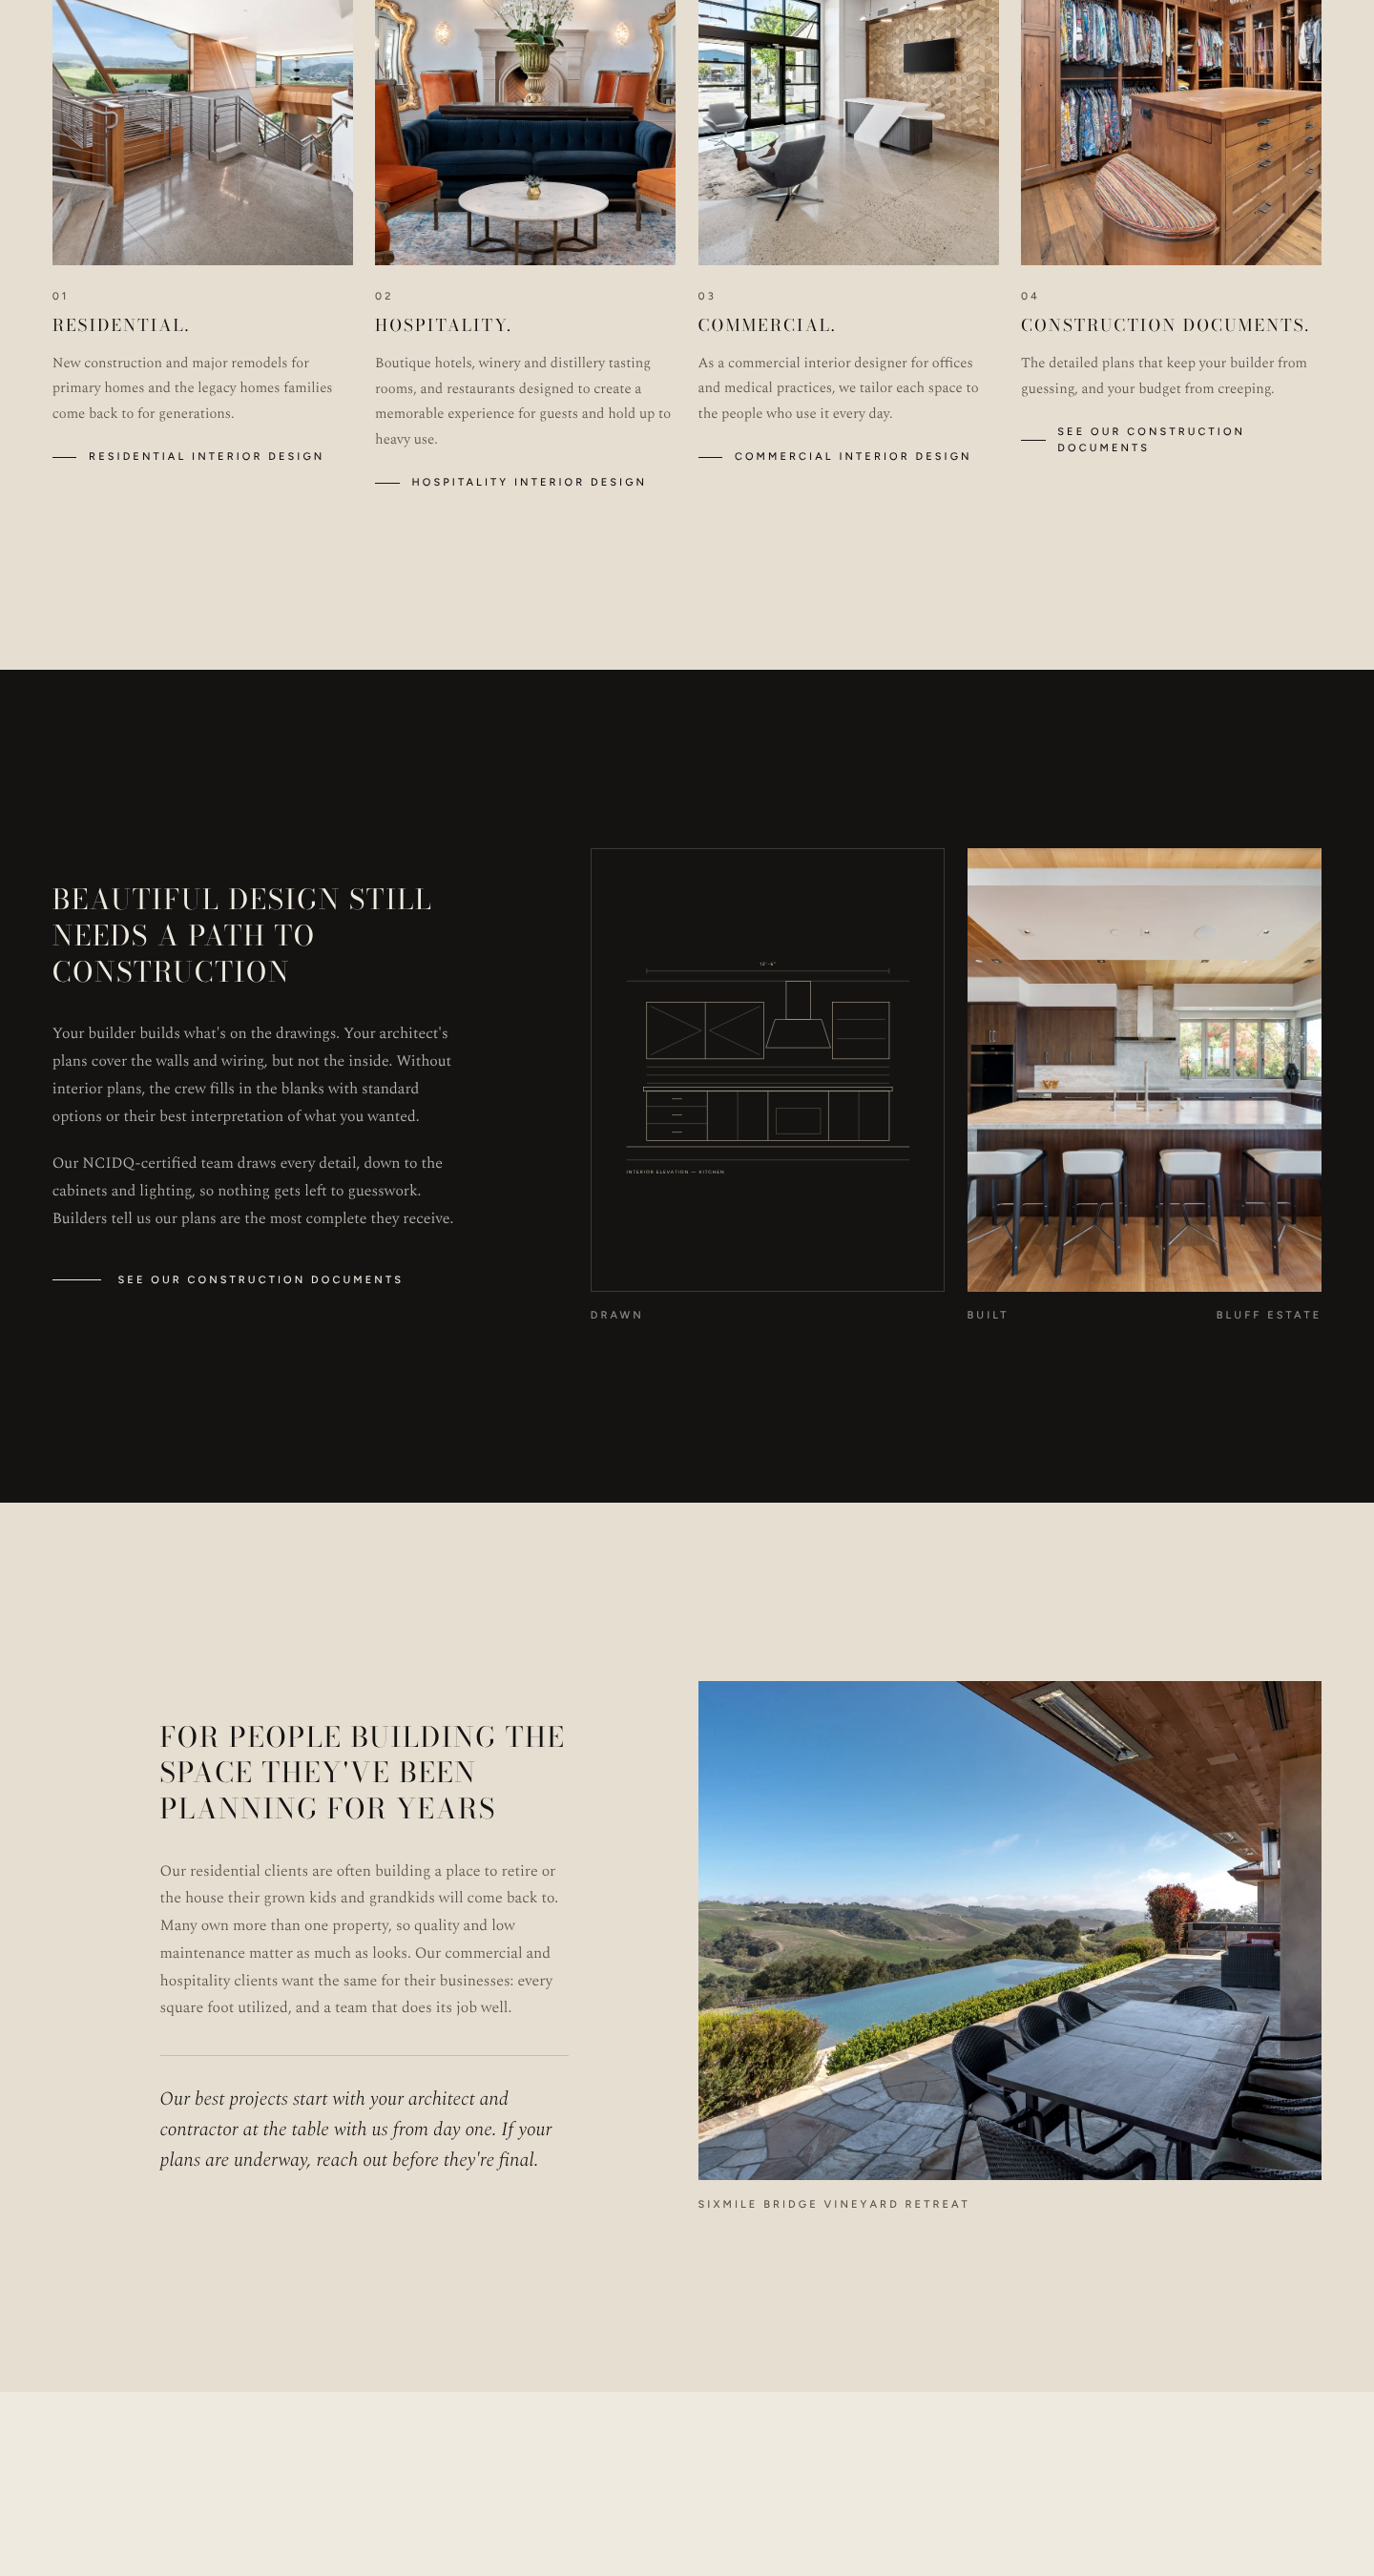 01
RESIDENTIAL.
New construction and major remodels for
primary homes and the legacy homes families
come back to for generations.
RESIDENTIAL INTERIOR DESIGN
02
HOSPITALITY.
Boutique hotels, winery and distillery tasting
rooms, and restaurants designed to create a
memorable experience for guests and hold up to
heavy use.
HOSPITALITY INTERIOR DESIGN
03
COMMERCIAL.
As a commercial interior designer for offices
and medical practices, we tailor each space to
the people who use it every day.
COMMERCIAL INTERIOR DESIGN
04
CONSTRUCTION DOCUMENTS.
The detailed plans that keep your builder from
guessing, and your budget from creeping.
SEE OUR CONSTRUCTION
DOCUMENTS
BEAUTIFUL DESIGN STILL
NEEDS A PATH TO
CONSTRUCTION
Your builder builds what's on the drawings. Your architect's
plans cover the walls and wiring, but not the inside. Without
interior plans, the crew fills in the blanks with standard
options or their best interpretation of what you wanted.
Our NCIDQ-certified team draws every detail, down to the
cabinets and lighting, so nothing gets left to guesswork.
Builders tell us our plans are the most complete they receive.
SEE OUR CONSTRUCTION DOCUMENTS
INTERIOR ELEVATION — KITCHEN
DRAWN
BUILT
BLUFF ESTATE
FOR PEOPLE BUILDING THE
SPACE THEY'VE BEEN
PLANNING FOR YEARS
Our residential clients are often building a place to retire or
the house their grown kids and grandkids will come back to.
Many own more than one property, so quality and low
maintenance matter as much as looks. Our commercial and
hospitality clients want the same for their businesses: every
square foot utilized, and a team that does its job well.
Our best projects start with your architect and
contractor at the table with us from day one. If your
plans are underway, reach out before they're final.
SIXMILE BRIDGE VINEYARD RETREAT